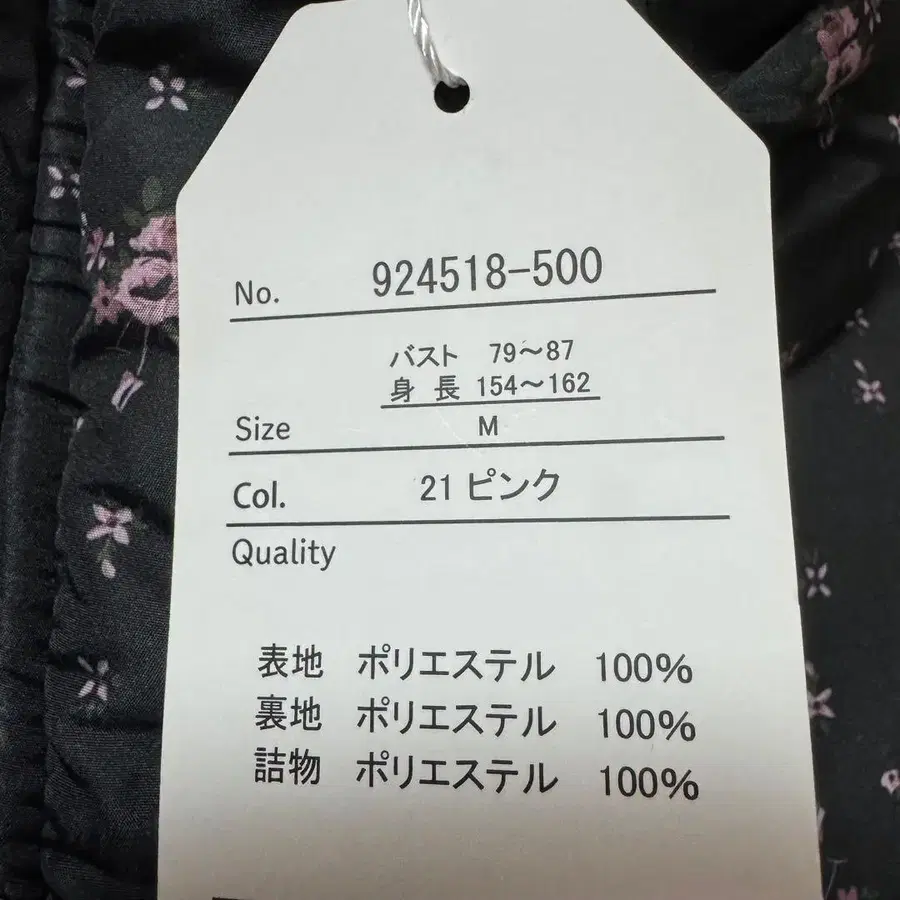 No. 924518-500
バスト 79〜87
身長 154〜162
Size M
Col. 21 ピンク
Quality
表地 ポリエステル 100%
裏地 ポリエステル 100%
詰物 ポリエステル 100%